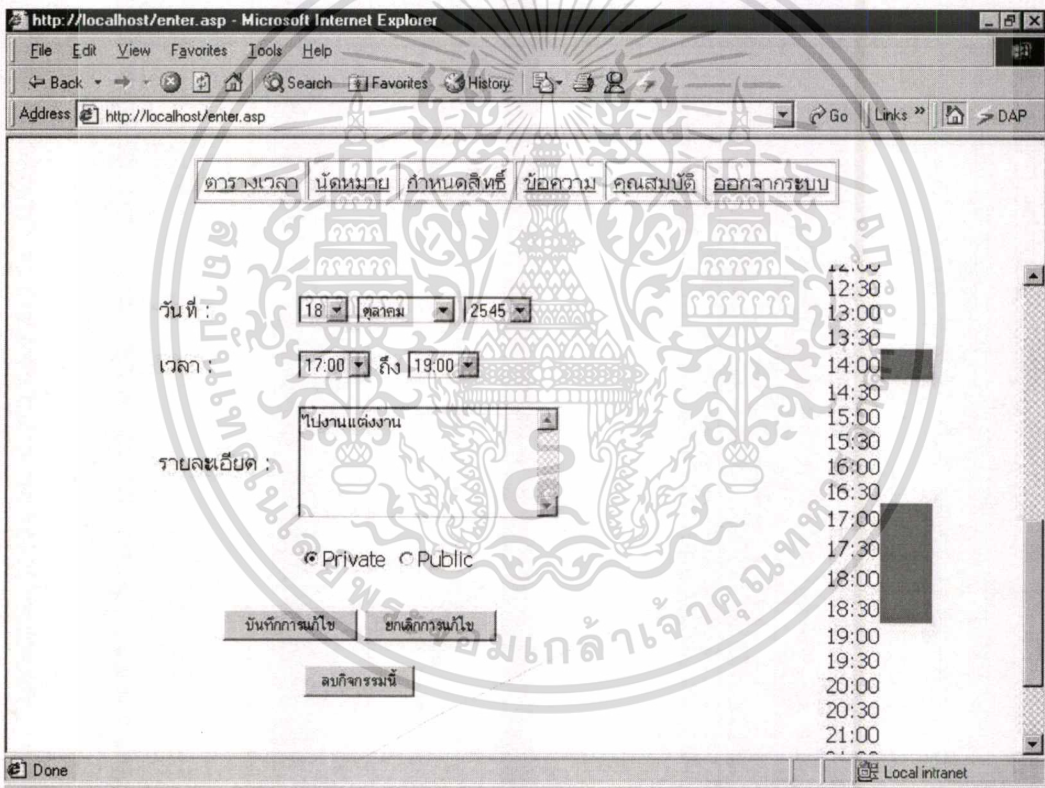 http://localhost/enter.asp - Microsoft Internet Explorer
File Edit View Favorites Tools Help
Back Search Favorites History
Address http://localhost/enter.asp Go Links » DAP
ตารางเวลา นัดหมาย กำหนดสิทธิ์ ข้อความ คุณสมบัติ ออกจากระบบ
วันที่ : 18 ตุลาคม 2545
เวลา : 17:00 ถึง 19:00
รายละเอียด : ไปงานแต่งงาน
Private Public
บันทึกการแก้ไข ยกเลิกการแก้ไข
ลบกิจกรรมนี้
12:00
12:30
13:00
13:30
14:00
14:30
15:00
15:30
16:00
16:30
17:00
17:30
18:00
18:30
19:00
19:30
20:00
20:30
21:00
Done Local intranet